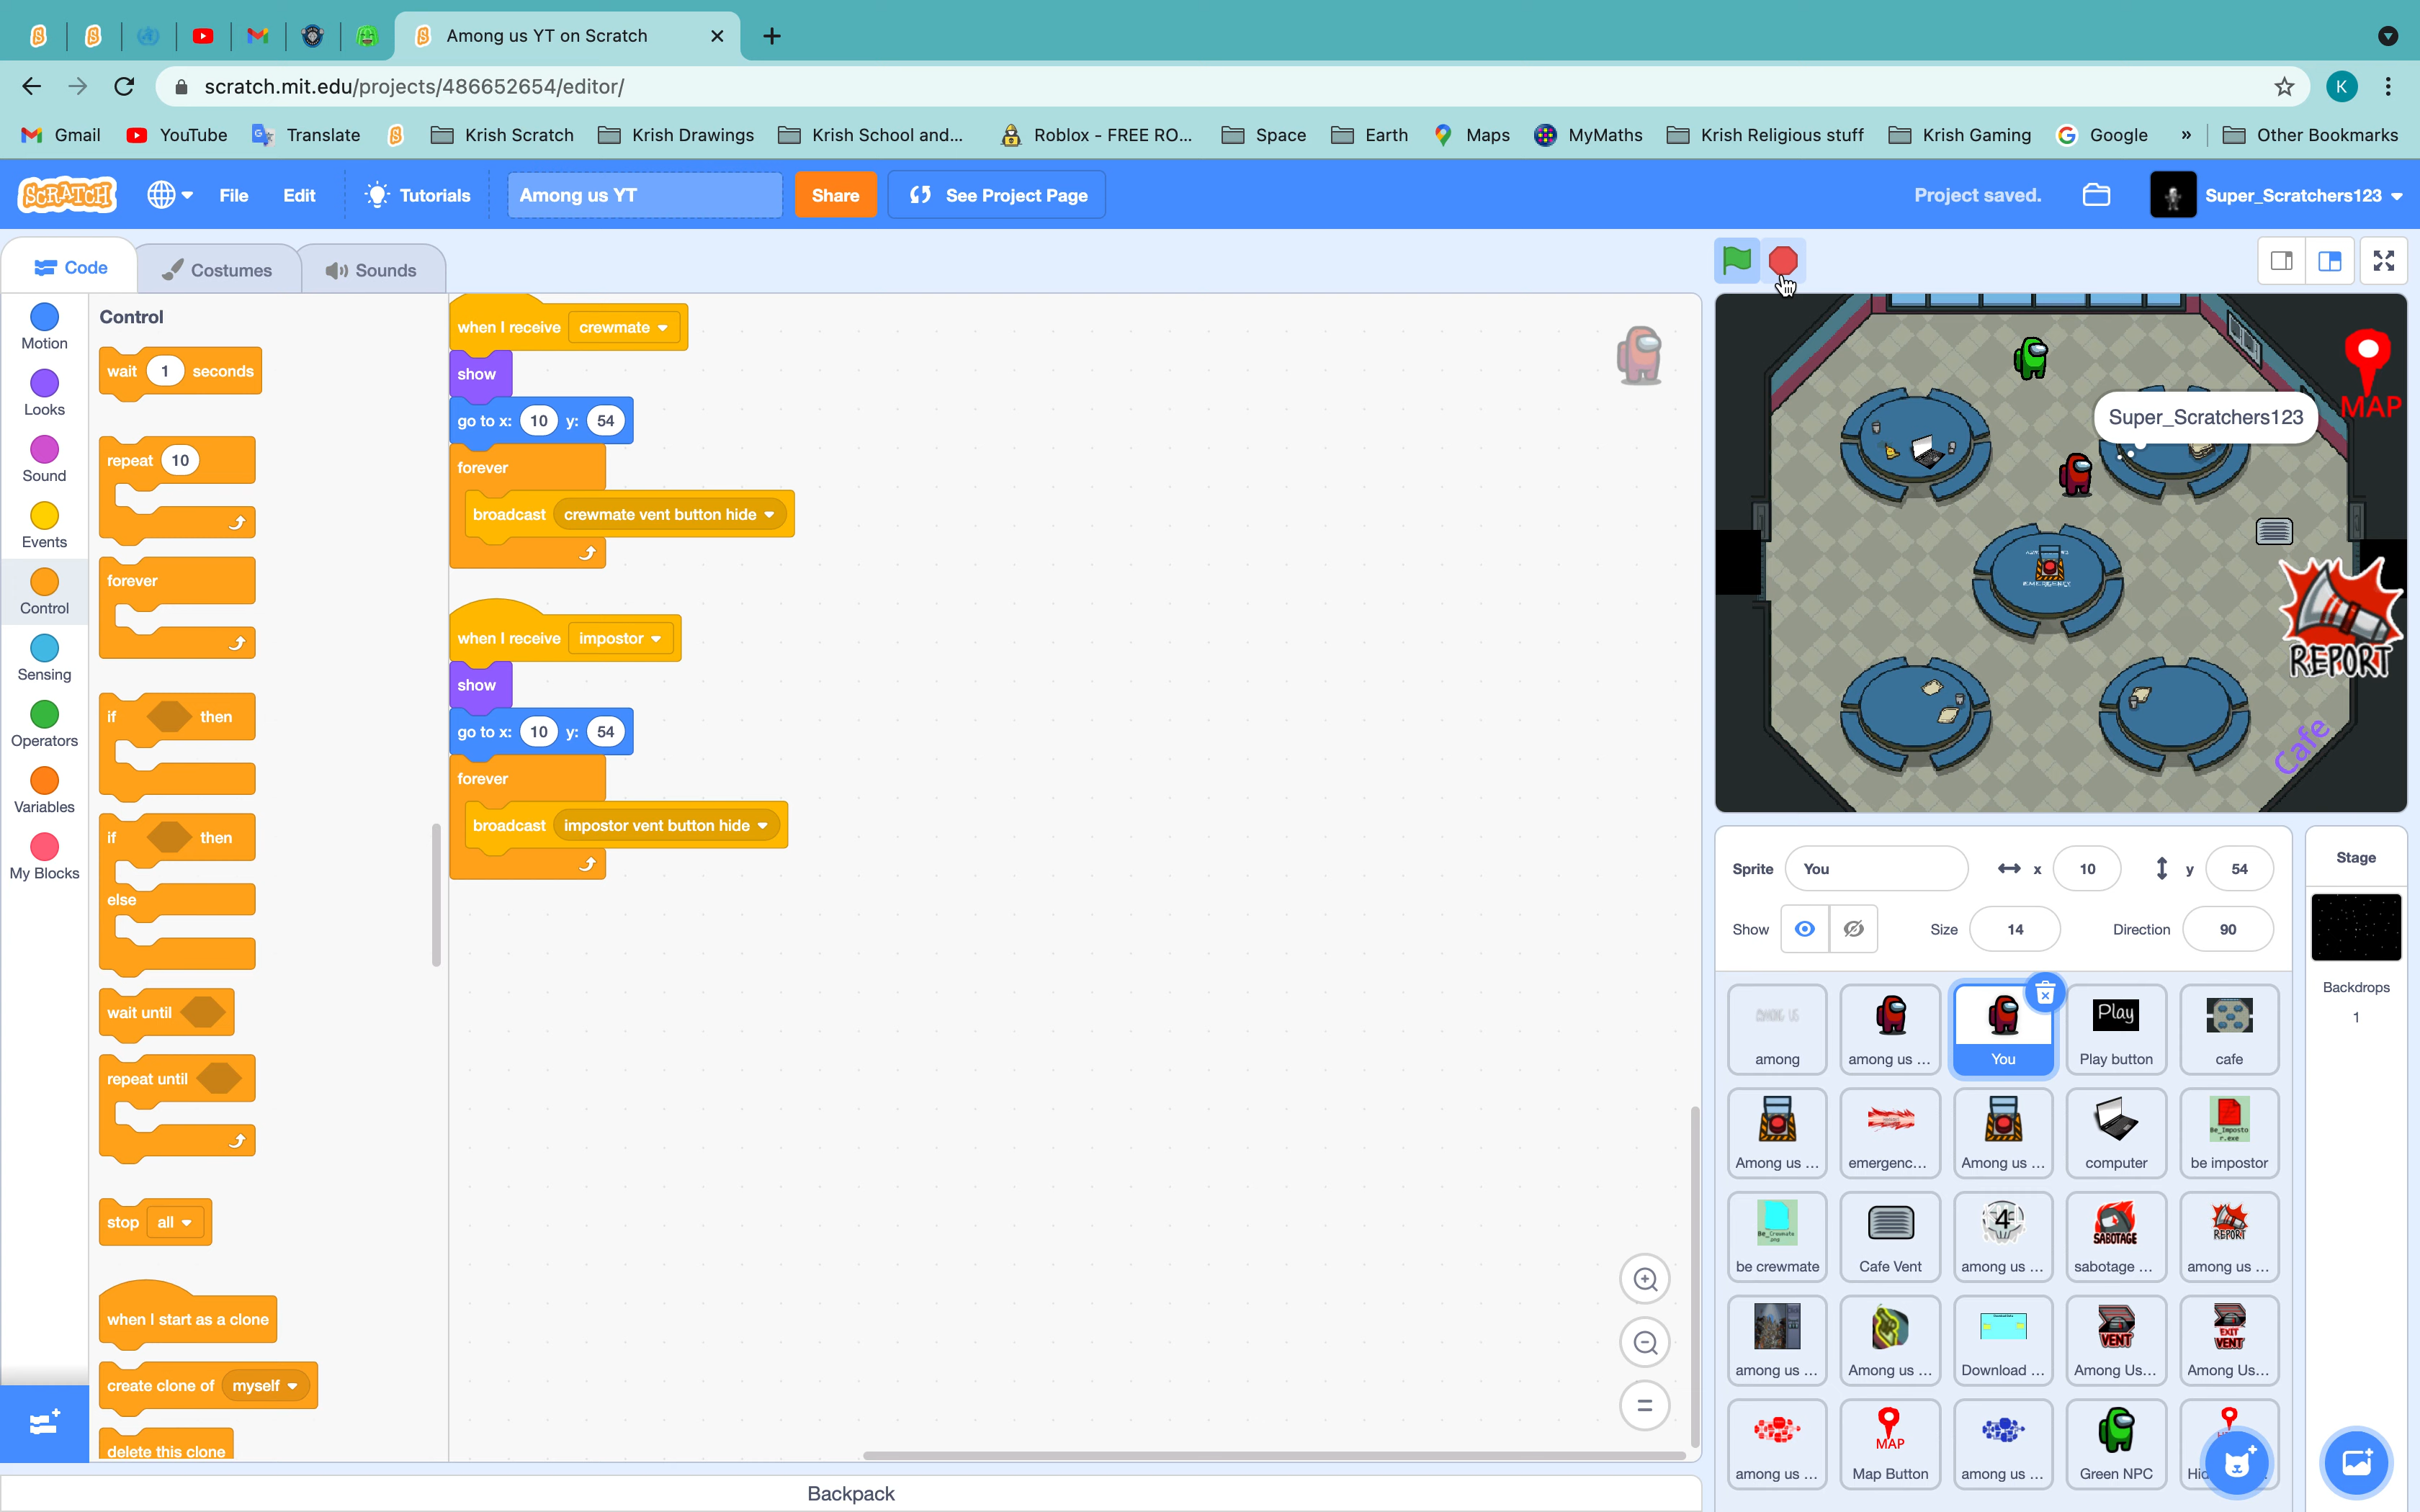 Among us YT on Scratch
scratch.mit.edu/projects/486652654/editor/
K
Gmail
YouTube
Translate
Krish Scratch
Krish Drawings
Krish School and...
Roblox - FREE RO...
Space
Earth
Maps
MyMaths
Krish Religious stuff
Krish Gaming
Google
»
Other Bookmarks
SCRATCH
File
Edit
Tutorials
Among us YT
Share
See Project Page
Project saved.
Super_Scratchers123
Code
Costumes
Sounds
Motion
Looks
Sound
Events
Control
Sensing
Operators
Variables
My Blocks
Control
wait 1 seconds
repeat 10
forever
if then
if then
else
wait until
repeat until
stop all
when I start as a clone
create clone of myself
delete this clone
when I receive crewmate
show
go to x: 10 y: 54
forever
broadcast crewmate vent button hide
when I receive impostor
show
go to x: 10 y: 54
forever
broadcast impostor vent button hide
Super_Scratchers123
MAP
EMERGENCY
REPORT
Cafe
Sprite You x 10 y 54
Show Size 14 Direction 90
Stage
Backdrops
1
AMONG US
among
among us ...
You
Play
Play button
cafe
Among us ...
emergenc...
Among us ...
computer
Be_Imposto
r.exe
be impostor
be crewmate
Cafe Vent
4
among us ...
SABOTAGE
sabotage ...
REPORT
among us ...
among us ...
Among us ...
Download ...
VENT
Among Us...
EXIT
VENT
Among Us...
among us ...
MAP
Map Button
among us ...
Green NPC
Backpack